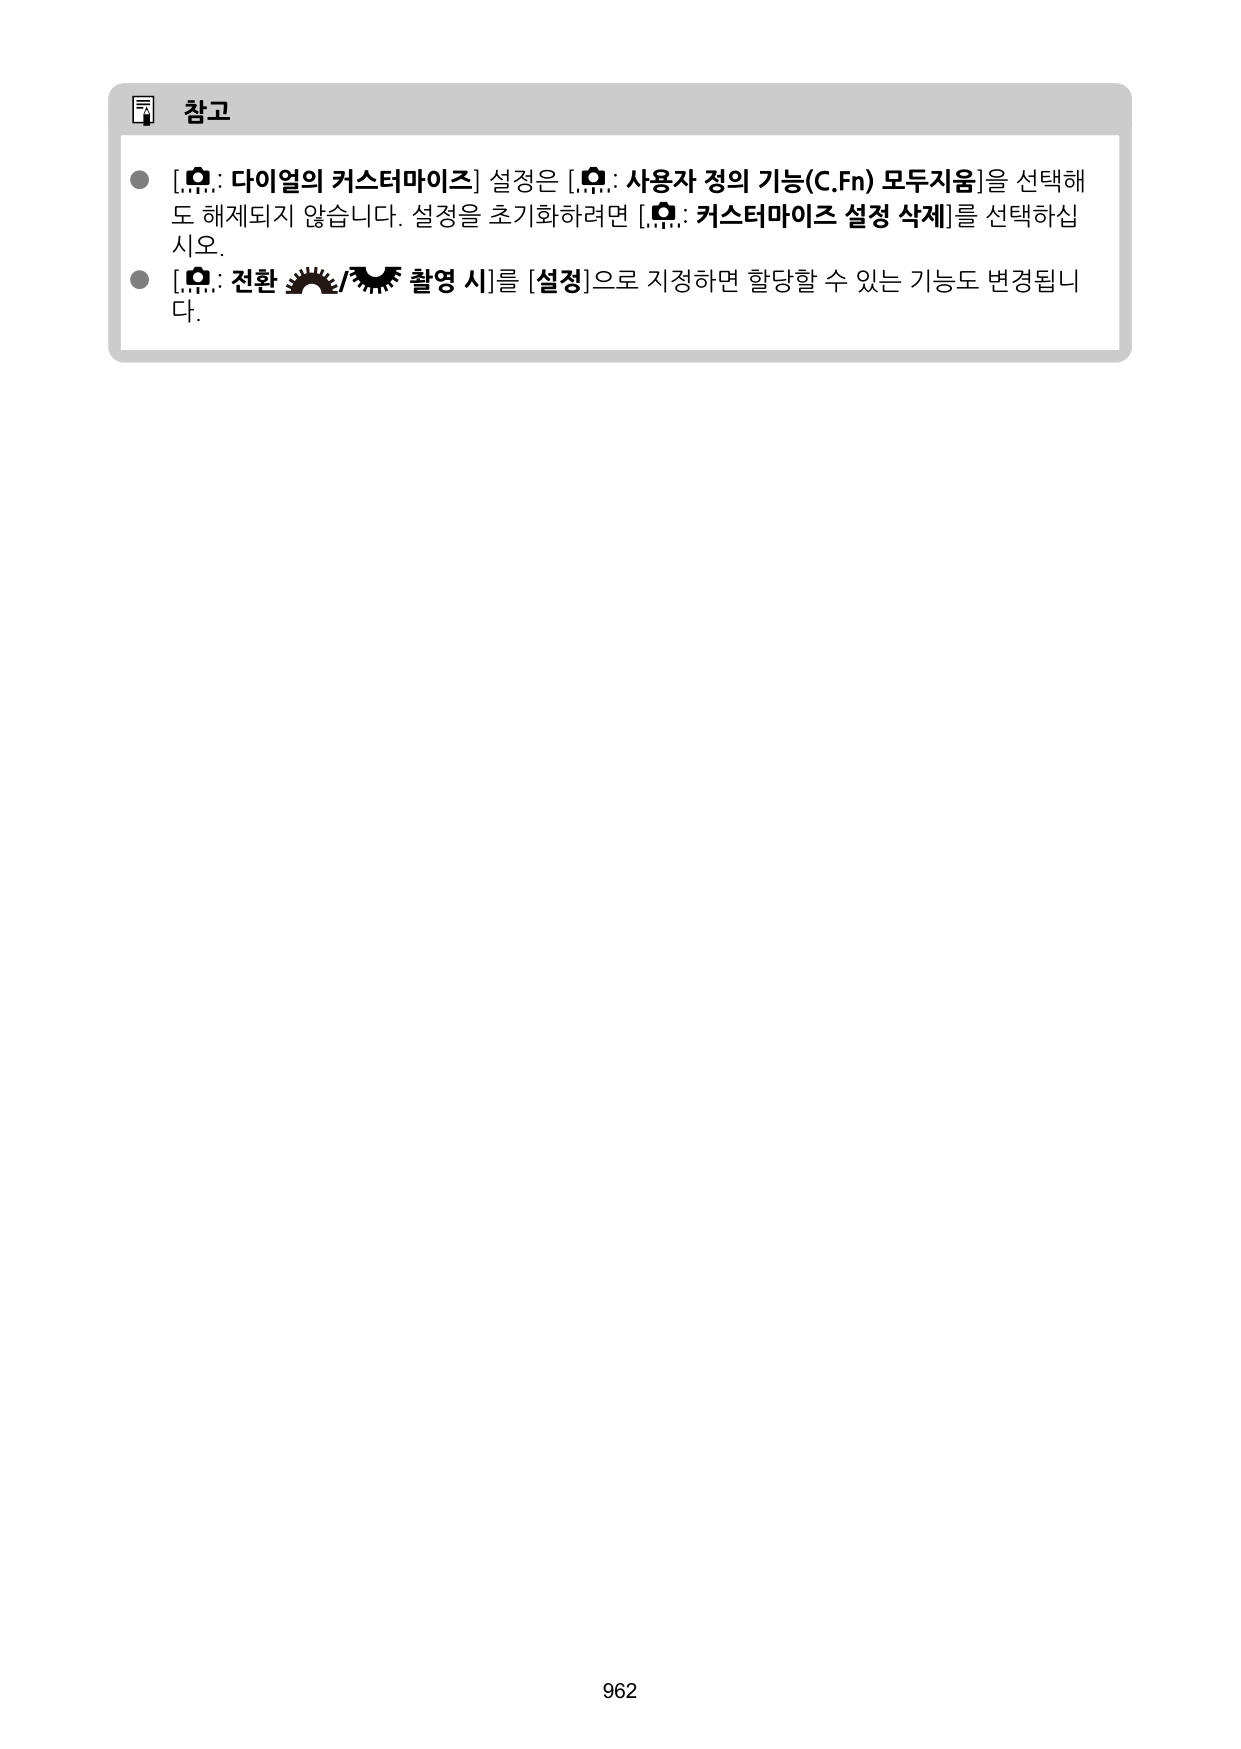 참고
● [: 다이얼의 커스터마이즈] 설정은 [: 사용자 정의 기능(C.Fn) 모두지움]을 선택해
도 해제되지 않습니다. 설정을 초기화하려면 [: 커스터마이즈 설정 삭제]를 선택하십
시오.
● [: 전환 / 촬영 시]를 [설정]으로 지정하면 할당할 수 있는 기능도 변경됩니
다.
962